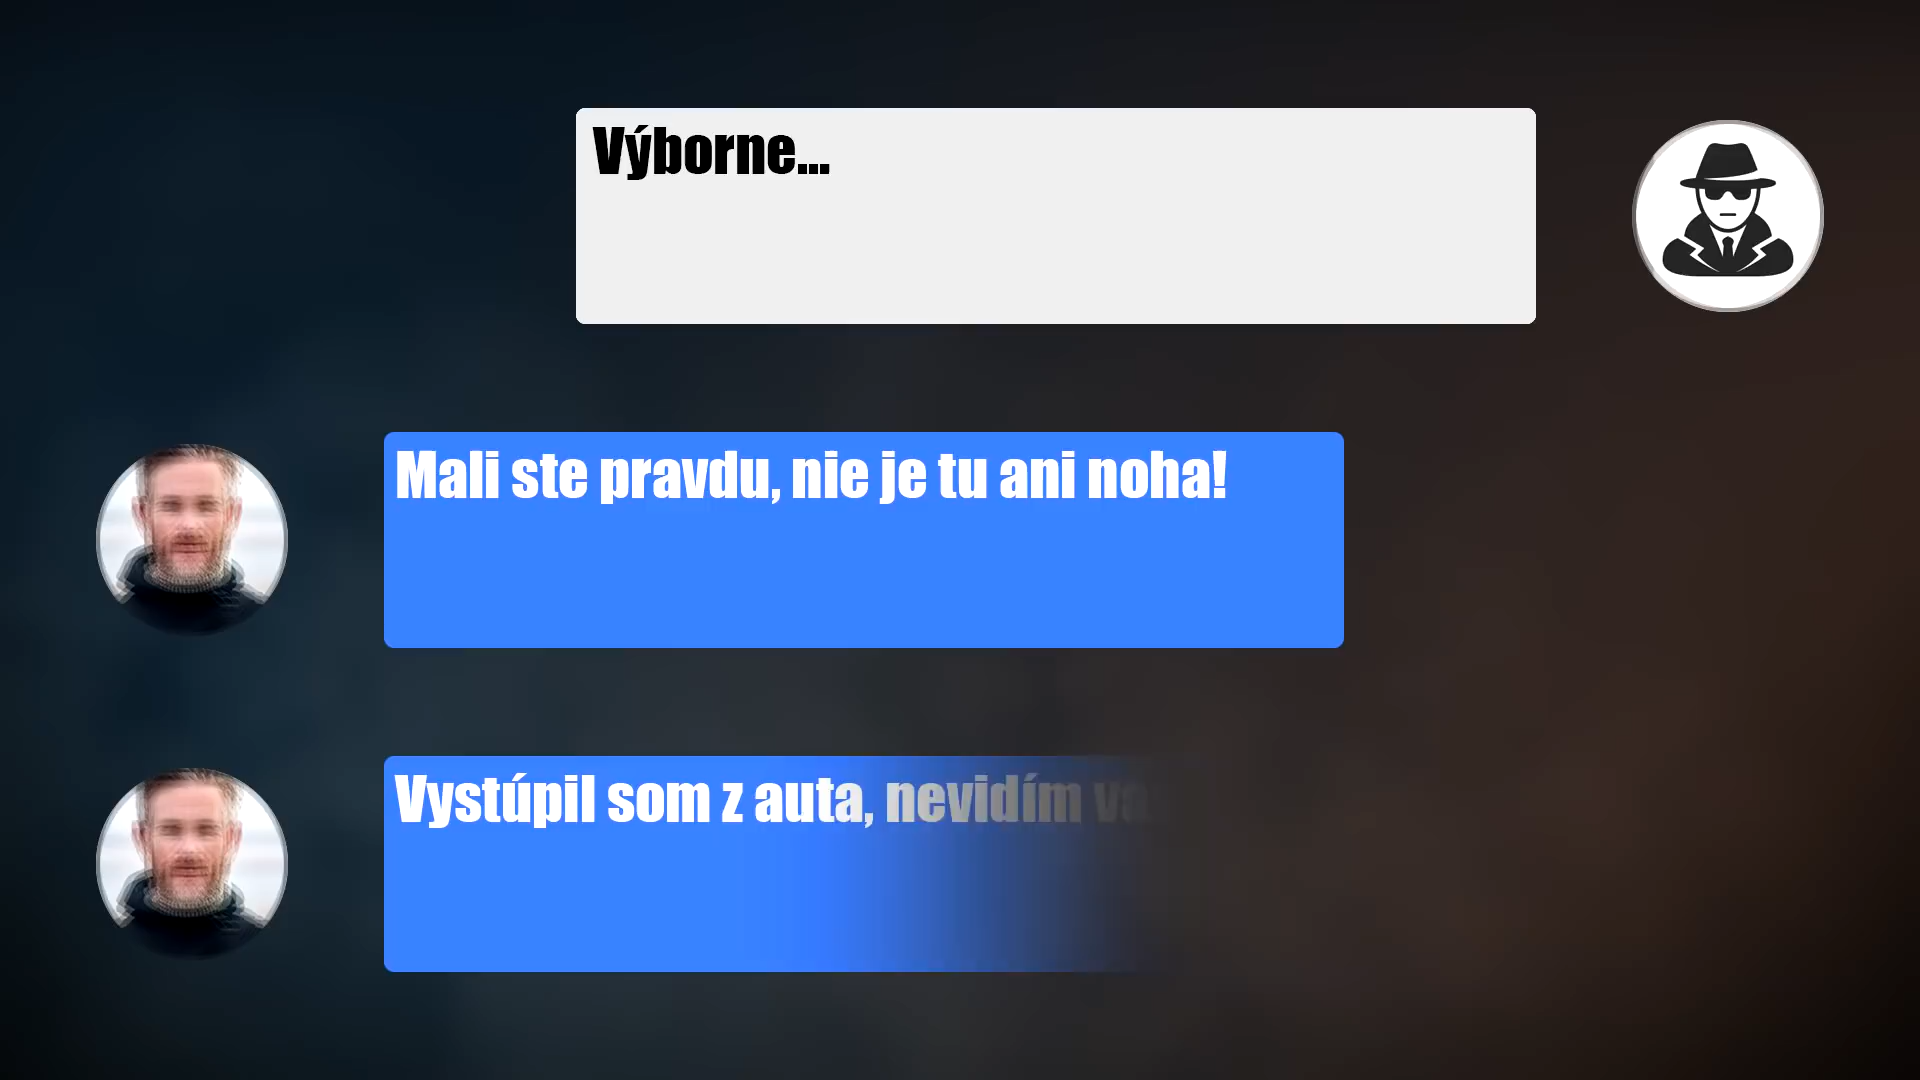 Výborne...
Mali ste pravdu, nie je tu ani noha!
Vystúpil som z auta, nevidím